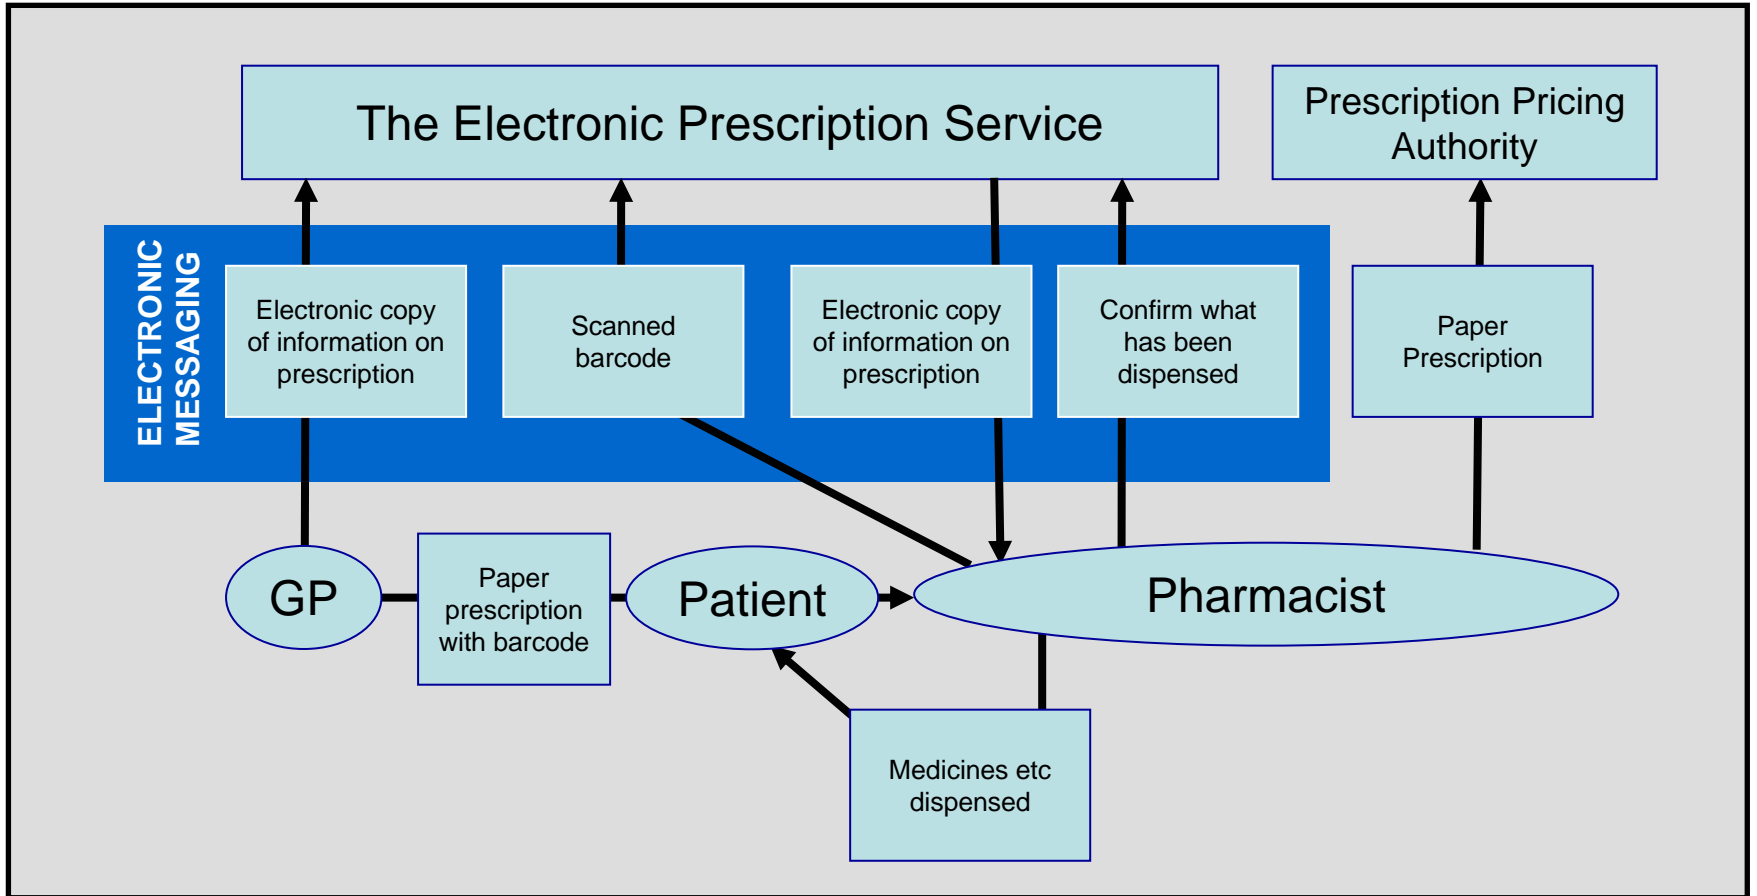 The Electronic Prescription Service
Prescription Pricing
Authority
ELECTRONIC
MESSAGING
Electronic copy
of information on
prescription
Scanned
barcode
Electronic copy
of information on
prescription
Confirm what
has been
dispensed
Paper
Prescription
GP
Paper
prescription
with barcode
Patient
Pharmacist
Medicines etc
dispensed